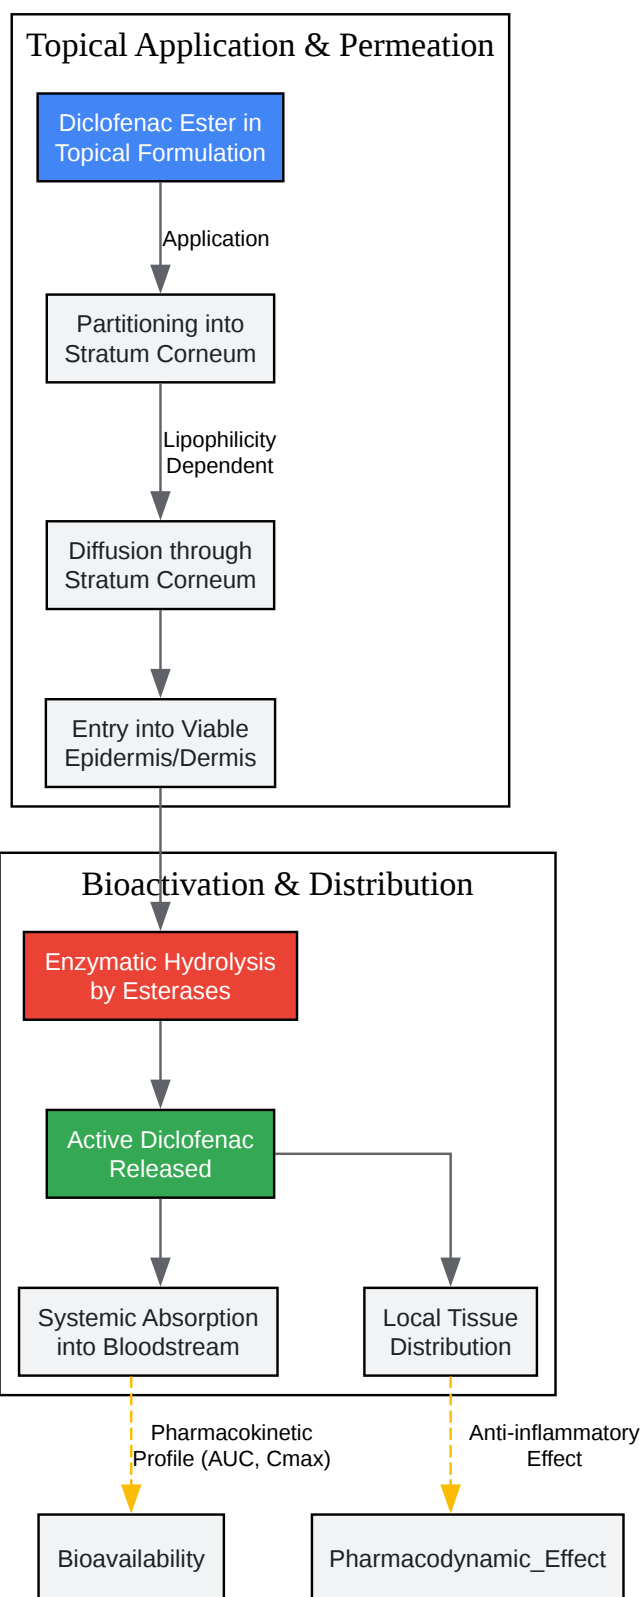 Topical Application & Permeation
Diclofenac Ester in
Topical Formulation
Application
Partitioning into
Stratum Corneum
Lipophilicity
Dependent
Diffusion through
Stratum Corneum
Entry into Viable
Epidermis/Dermis
Bioactivation & Distribution
Enzymatic Hydrolysis
by Esterases
Active Diclofenac
Released
Systemic Absorption
into Bloodstream
Local Tissue
Distribution
Pharmacokinetic
Profile (AUC, Cmax)
Anti-inflammatory
Effect
Bioavailability
Pharmacodynamic_Effect